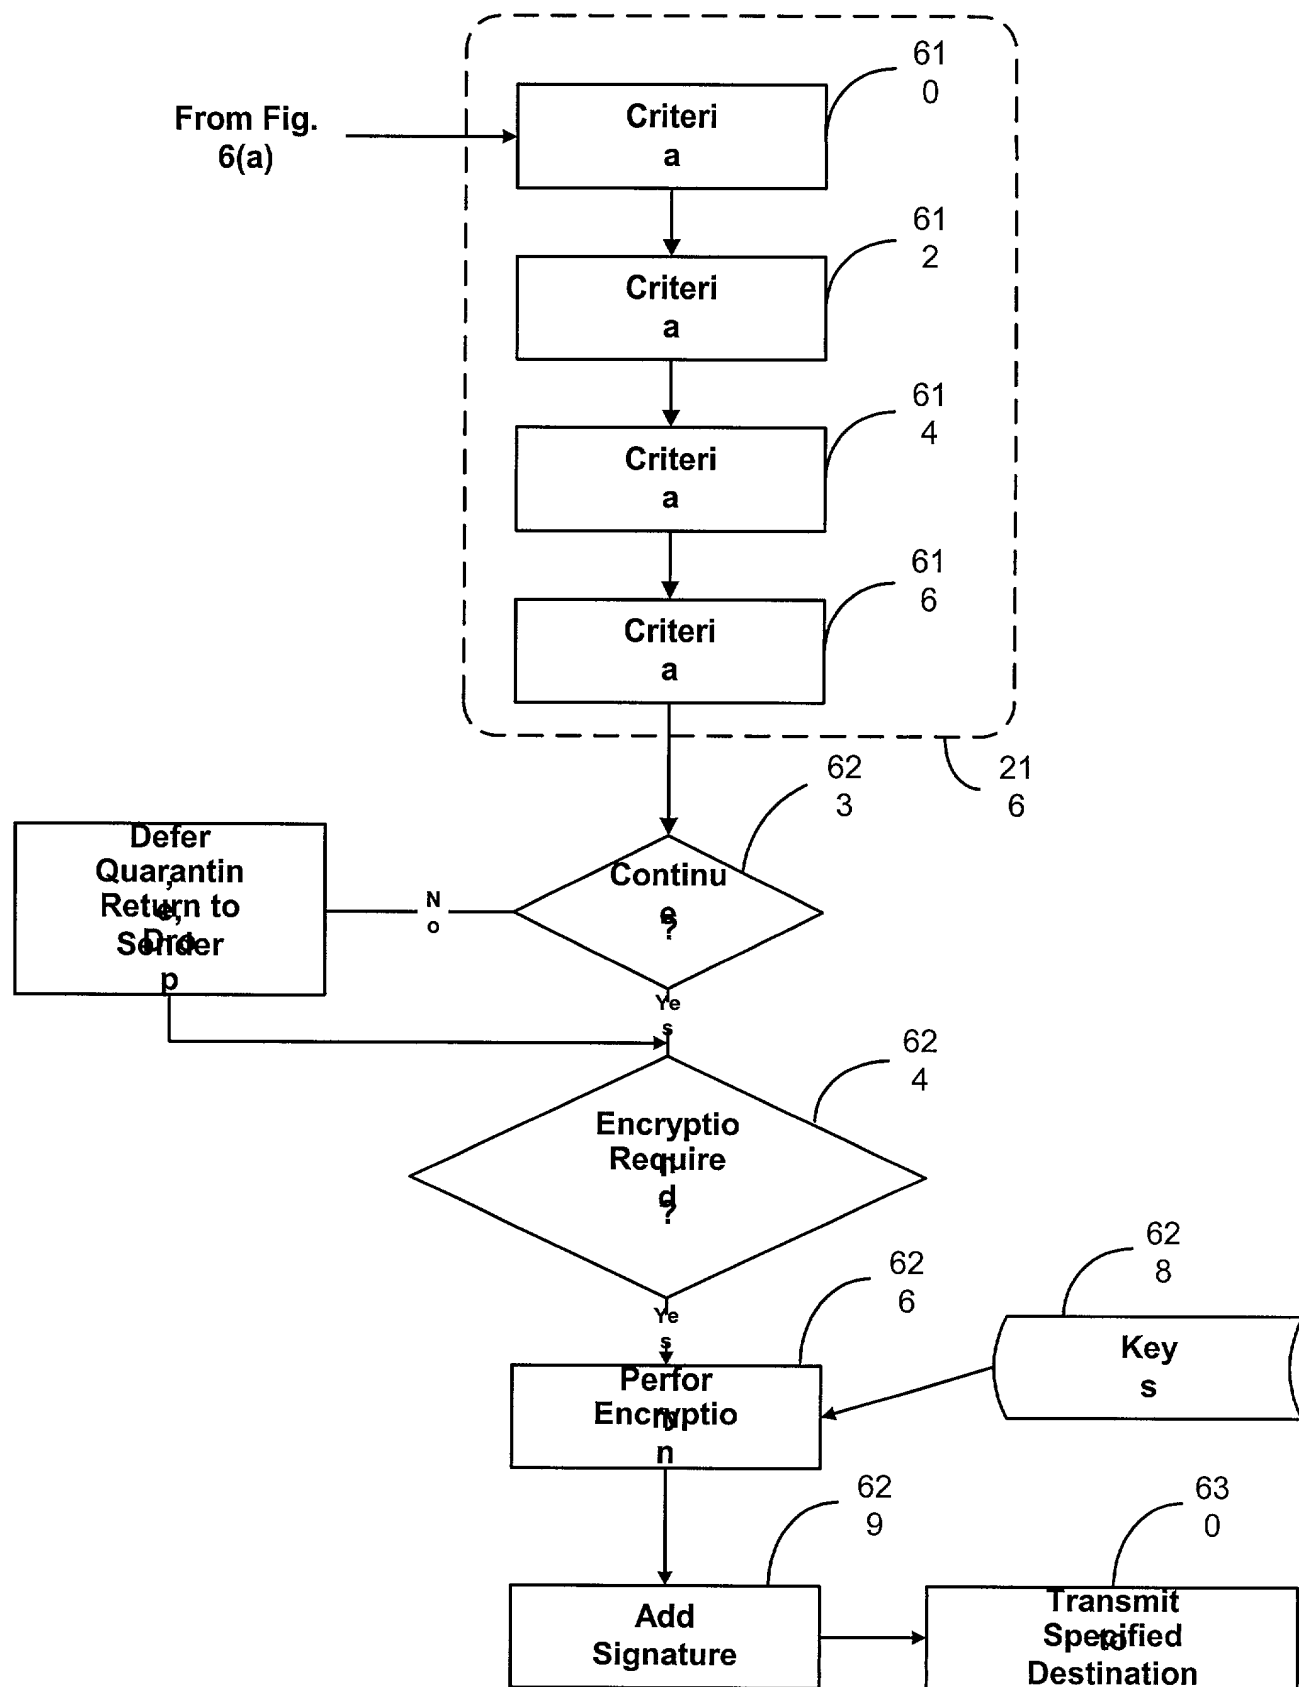 61
0
From Fig.
6(a)
Criteri
a
61
2
Criteri
a
61
4
Criteri
a
61
6
Criteri
a
62
3
21
6
Defer
,
Quarantin
e,
Return to
Sender
Dro
p
N
o
Continu
e
?
Ye
s
62
4
Encryptio
n
Require
d
?
62
8
62
6
Ye
s
Key
s
Perfor
m
Encryptio
n
62
9
63
0
Add
Signature
Transmit
to
Specified
Destination